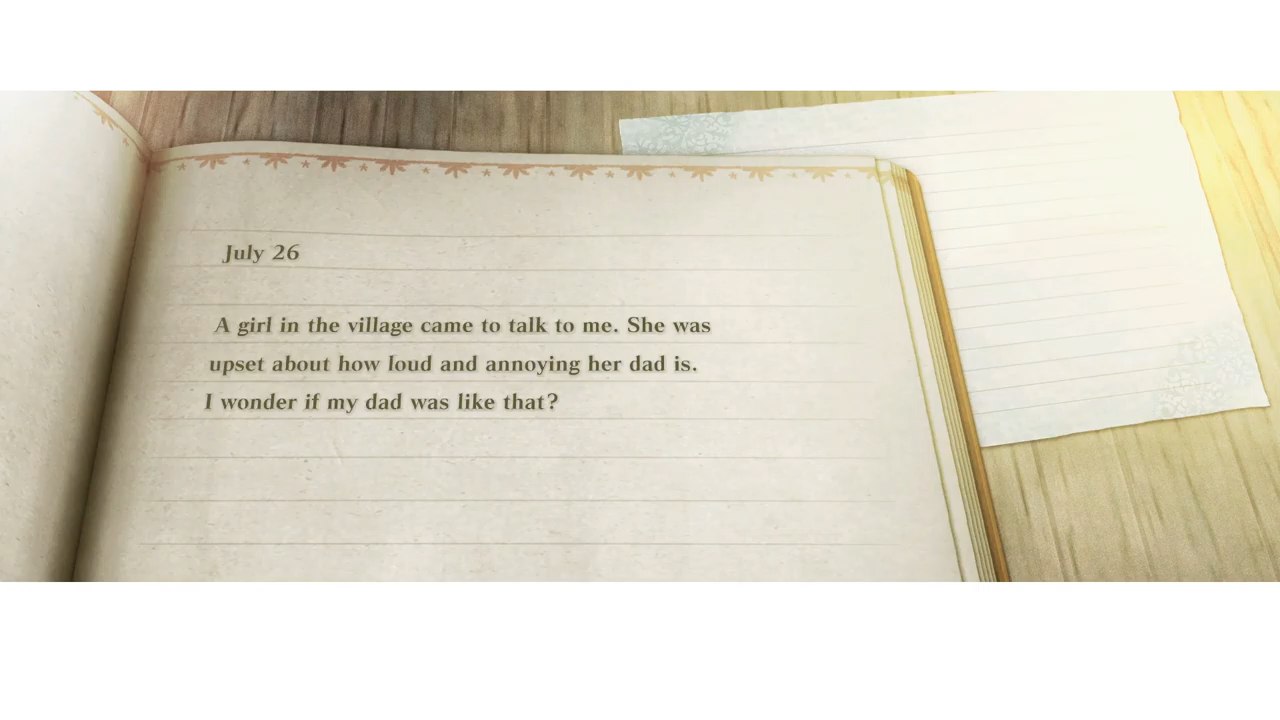 July 26
A girl in the village came to talk to me. She was
upset about how loud and annoying her dad is.
I wonder if my dad was like that?